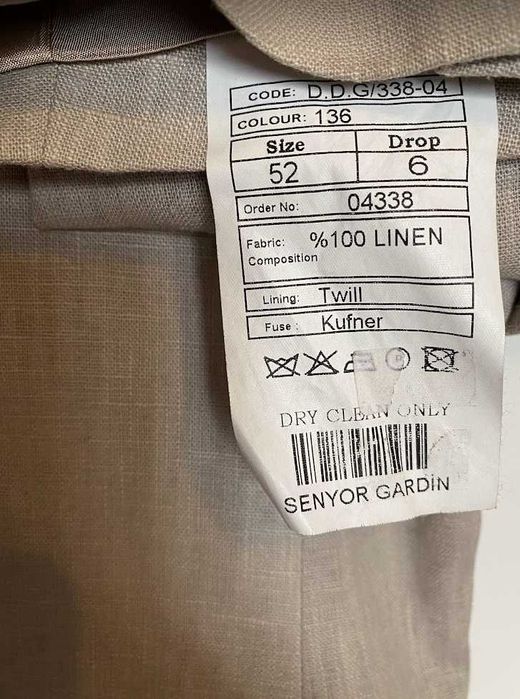 CODE: D.D.G/338-04
COLOUR: 136
Size Drop
52 6
Order No: 04338
Fabric: %100 LINEN
Composition
Lining: Twill
Fuse : Kufner
DRY CLEAN ONLY
SENYOR GARDİN